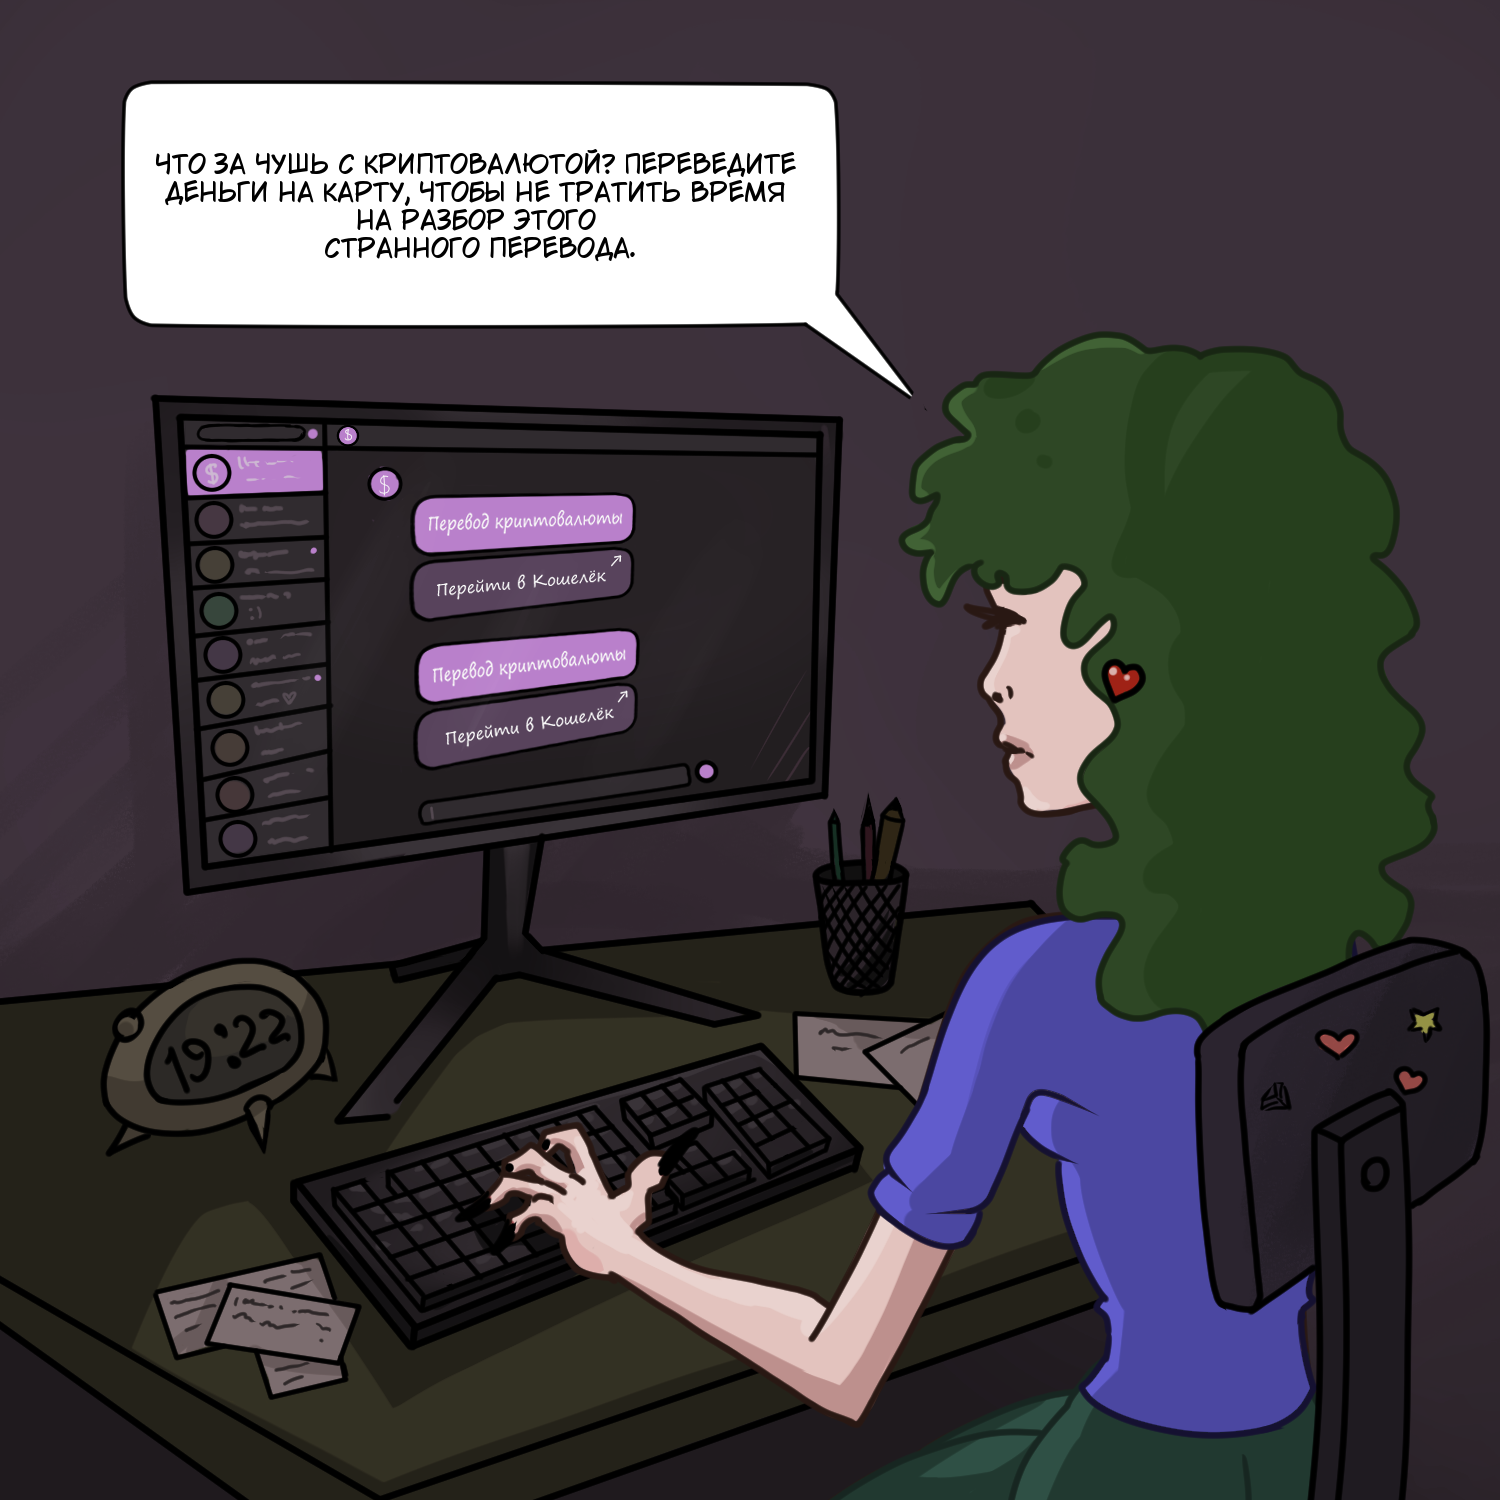 ЧТО ЗА ЧУШЬ С КРИПТОВАЛЮТОЙ? ПЕРЕВЕДИТЕ
ДЕНЬГИ НА КАРТУ, ЧТОБЫ НЕ ТРАТИТЬ ВРЕМЯ
НА РАЗБОР ЭТОГО
СТРАННОГО ПЕРЕВОДА.
$
$
$
Перевод криптовалюты
Перейти в Кошелёк
:)
Перевод криптовалюты
Перейти в Кошелёк
19:22